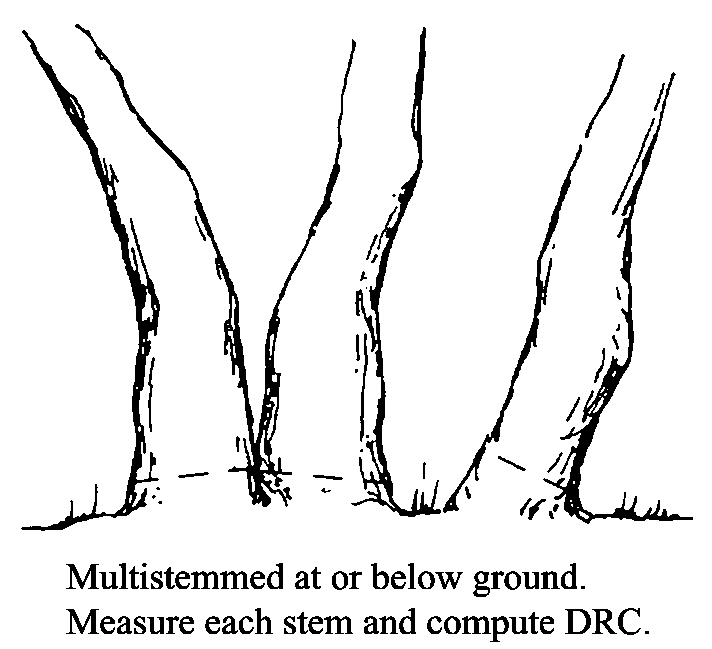 Multistemmed at or below ground.
Measure each stem and compute DRC.